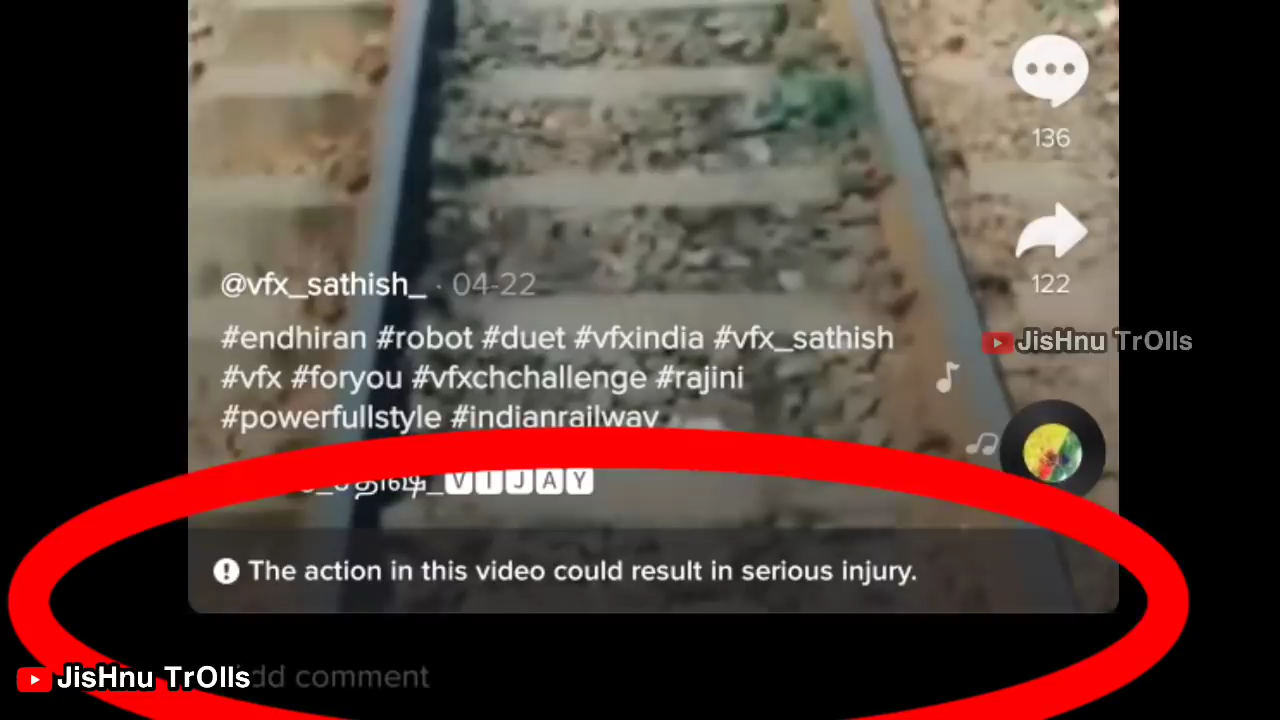 136
122
@vfx_sathish_ · 04-22
#endhiran #robot #duet #vfxindia #vfx_sathish
#vfx #foryou #vfxchchallenge #rajini
#powerfullstyle #indianrailway
VIJAY
The action in this video could result in serious injury.
comment
JisHnu TrOlls
JisHnu TrOlls